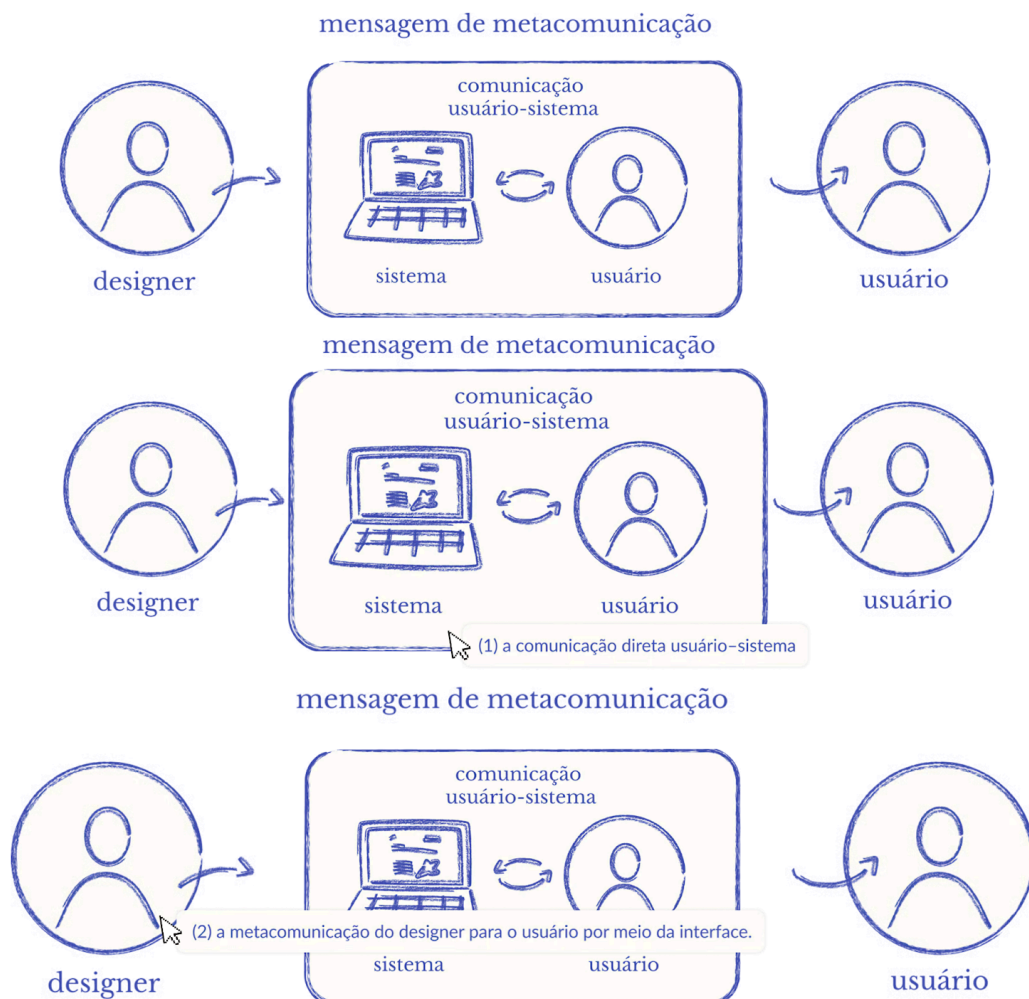 mensagem de metacomunicação
comunicação
usuário-sistema
sistema
usuário
designer
usuário
mensagem de metacomunicação
comunicação
usuário-sistema
sistema
usuário
designer
usuário
(1) a comunicação direta usuário–sistema
mensagem de metacomunicação
comunicação
usuário-sistema
(2) a metacomunicação do designer para o usuário por meio da interface.
sistema
usuário
designer
usuário